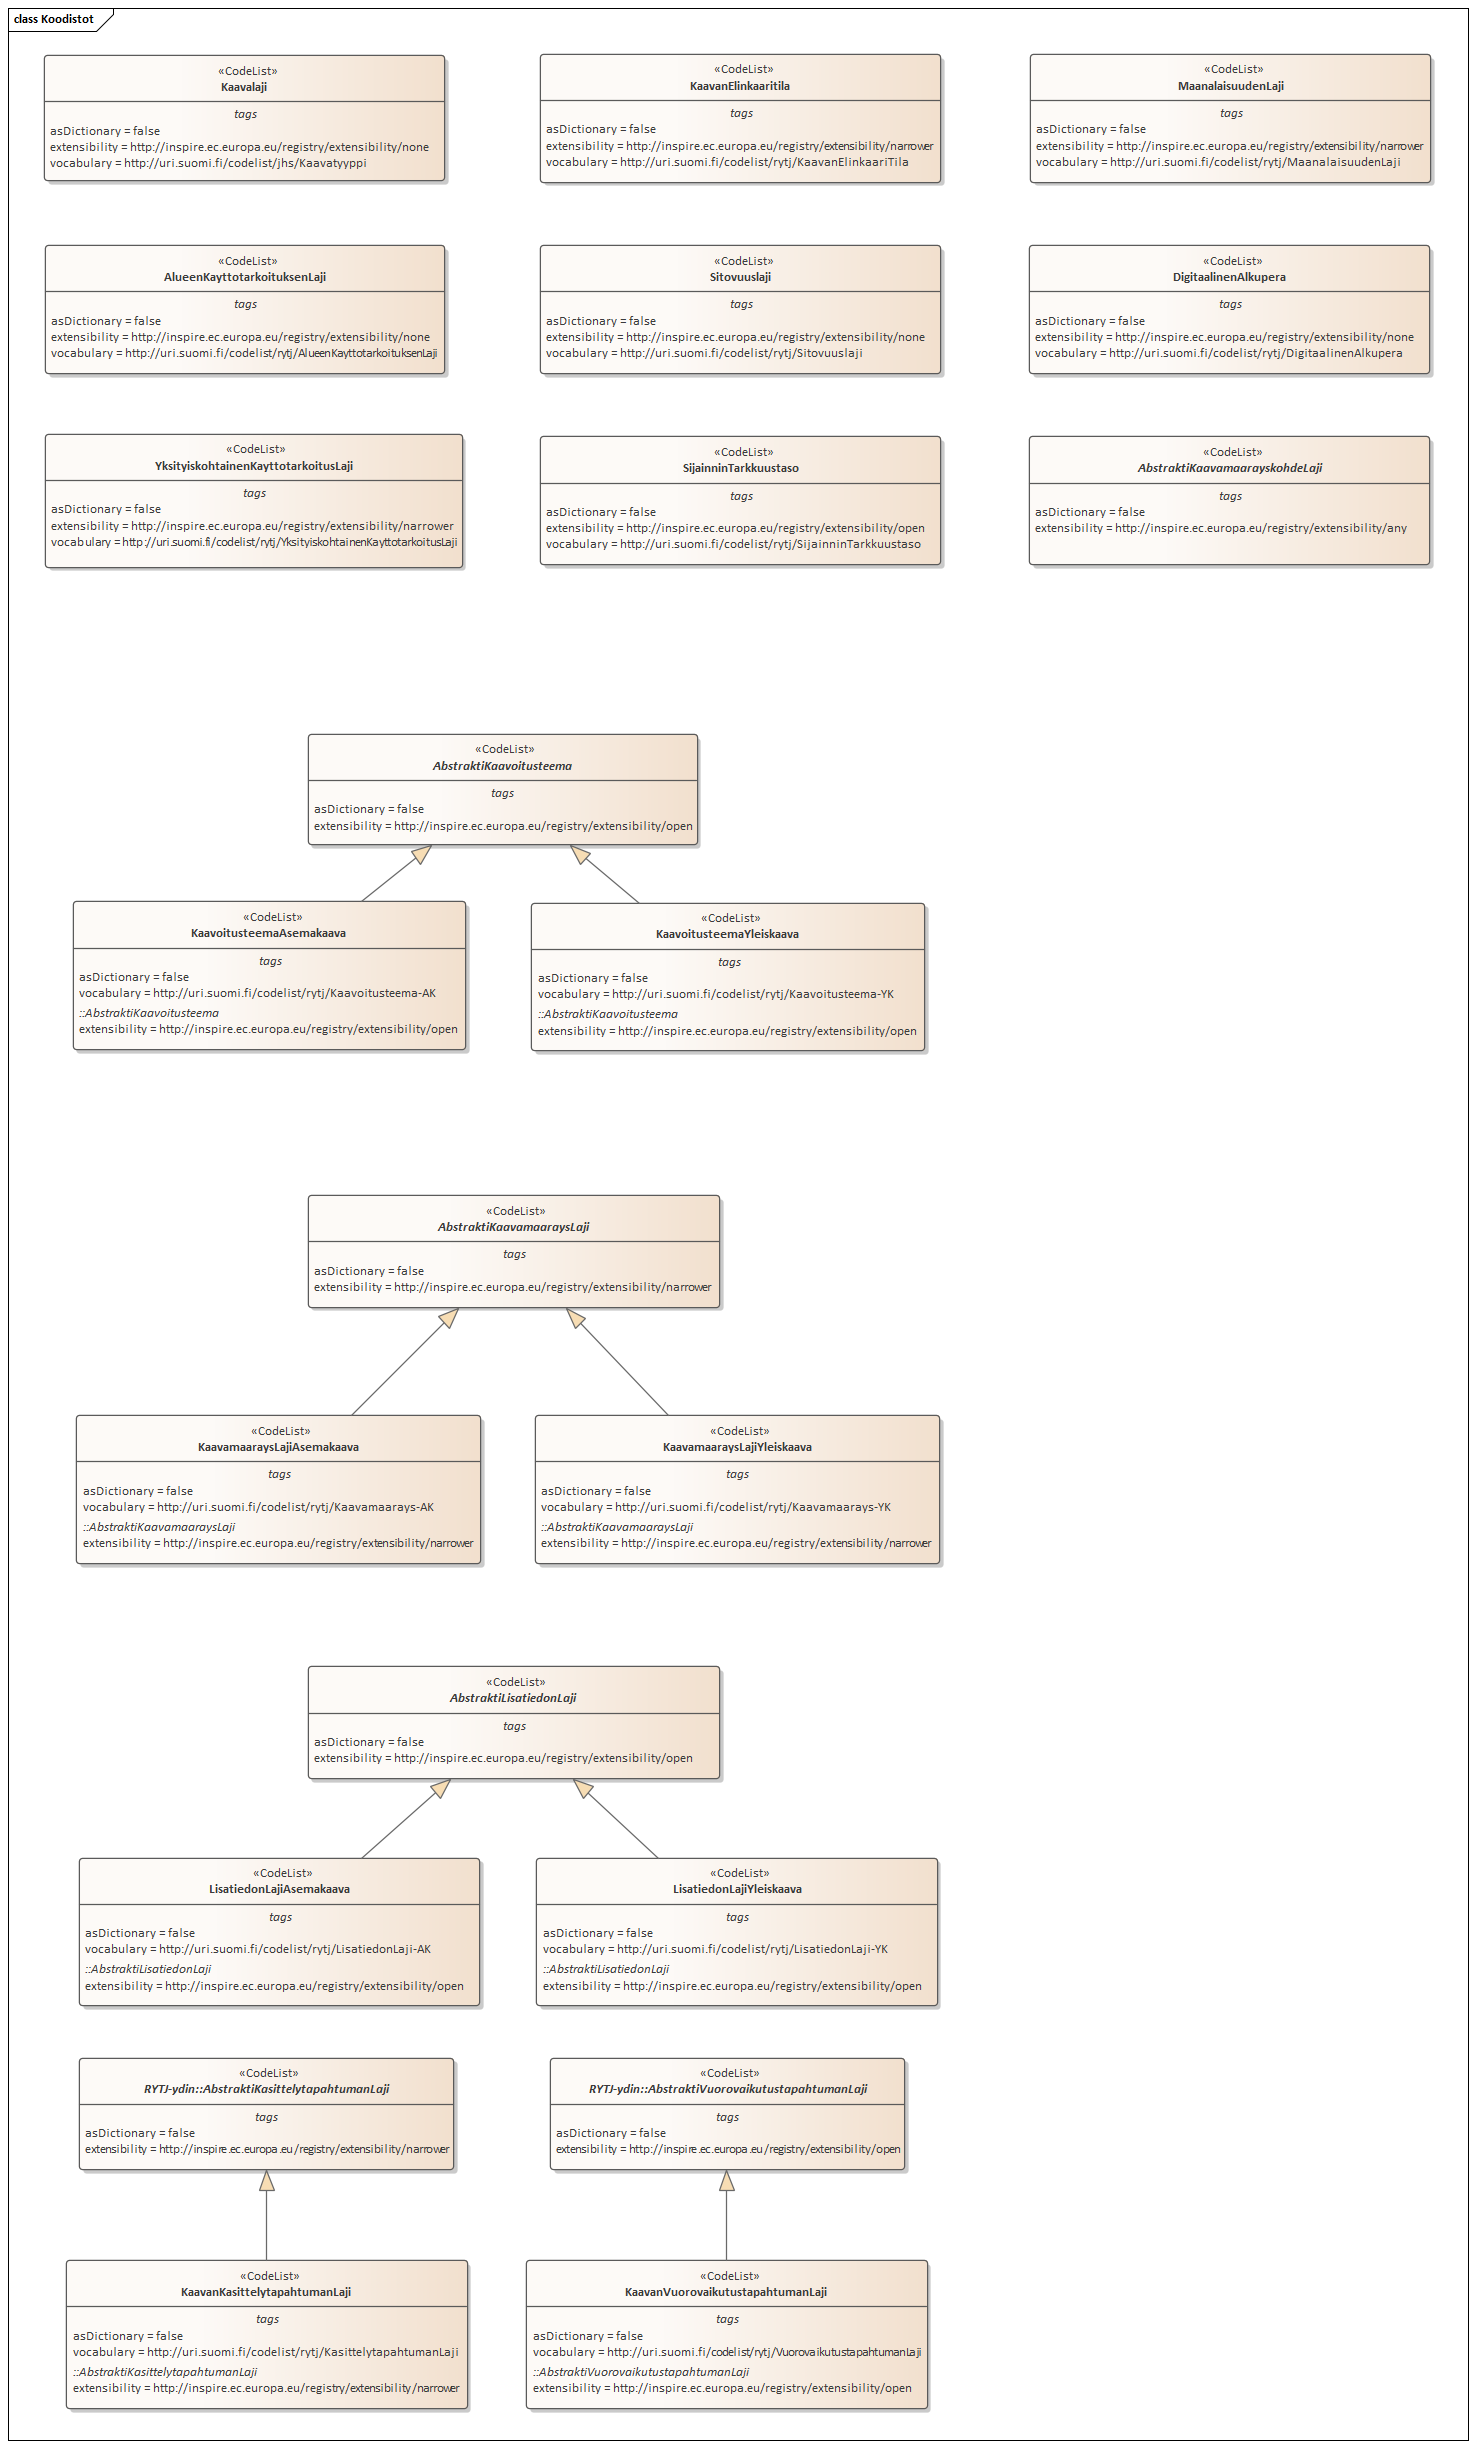 class Koodistot
«CodeList»
Kaavalaji
tags
asDictionary = false
extensibility = http://inspire.ec.europa.eu/registry/extensibility/none
vocabulary = http://uri.suomi.fi/codelist/jhs/Kaavatyyppi
«CodeList»
KaavanElinkaaritila
tags
asDictionary = false
extensibility = http://inspire.ec.europa.eu/registry/extensibility/narrower
vocabulary = http://uri.suomi.fi/codelist/rytj/KaavanElinkaariTila
«CodeList»
MaanalaisuudenLaji
tags
asDictionary = false
extensibility = http://inspire.ec.europa.eu/registry/extensibility/narrower
vocabulary = http://uri.suomi.fi/codelist/rytj/MaanalaisuudenLaji
«CodeList»
AlueenKayttotarkoituksenLaji
tags
asDictionary = false
extensibility = http://inspire.ec.europa.eu/registry/extensibility/none
vocabulary = http://uri.suomi.fi/codelist/rytj/AlueenKayttotarkoituksenLaji
«CodeList»
Sitovuuslaji
tags
asDictionary = false
extensibility = http://inspire.ec.europa.eu/registry/extensibility/none
vocabulary = http://uri.suomi.fi/codelist/rytj/Sitovuuslaji
«CodeList»
DigitaalinenAlkupera
tags
asDictionary = false
extensibility = http://inspire.ec.europa.eu/registry/extensibility/none
vocabulary = http://uri.suomi.fi/codelist/rytj/DigitaalinenAlkupera
«CodeList»
YksityiskohtainenKayttotarkoitusLaji
tags
asDictionary = false
extensibility = http://inspire.ec.europa.eu/registry/extensibility/narrower
vocabulary = http://uri.suomi.fi/codelist/rytj/YksityiskohtainenKayttotarkoitusLaji
«CodeList»
SijainninTarkkuustaso
tags
asDictionary = false
extensibility = http://inspire.ec.europa.eu/registry/extensibility/open
vocabulary = http://uri.suomi.fi/codelist/rytj/SijainninTarkkuustaso
«CodeList»
AbstraktiKaavamaarayskohdeLaji
tags
asDictionary = false
extensibility = http://inspire.ec.europa.eu/registry/extensibility/any
«CodeList»
AbstraktiKaavoitusteema
tags
asDictionary = false
extensibility = http://inspire.ec.europa.eu/registry/extensibility/open
«CodeList»
KaavoitusteemaAsemakaava
tags
asDictionary = false
vocabulary = http://uri.suomi.fi/codelist/rytj/Kaavoitusteema-AK
::AbstraktiKaavoitusteema
extensibility = http://inspire.ec.europa.eu/registry/extensibility/open
«CodeList»
KaavoitusteemaYleiskaava
tags
asDictionary = false
vocabulary = http://uri.suomi.fi/codelist/rytj/Kaavoitusteema-YK
::AbstraktiKaavoitusteema
extensibility = http://inspire.ec.europa.eu/registry/extensibility/open
«CodeList»
AbstraktiKaavamaaraysLaji
tags
asDictionary = false
extensibility = http://inspire.ec.europa.eu/registry/extensibility/narrower
«CodeList»
KaavamaaraysLajiAsemakaava
tags
asDictionary = false
vocabulary = http://uri.suomi.fi/codelist/rytj/Kaavamaarays-AK
::AbstraktiKaavamaaraysLaji
extensibility = http://inspire.ec.europa.eu/registry/extensibility/narrower
«CodeList»
KaavamaaraysLajiYleiskaava
tags
asDictionary = false
vocabulary = http://uri.suomi.fi/codelist/rytj/Kaavamaarays-YK
::AbstraktiKaavamaaraysLaji
extensibility = http://inspire.ec.europa.eu/registry/extensibility/narrower
«CodeList»
AbstraktiLisatiedonLaji
tags
asDictionary = false
extensibility = http://inspire.ec.europa.eu/registry/extensibility/open
«CodeList»
LisatiedonLajiAsemakaava
tags
asDictionary = false
vocabulary = http://uri.suomi.fi/codelist/rytj/LisatiedonLaji-AK
::AbstraktiLisatiedonLaji
extensibility = http://inspire.ec.europa.eu/registry/extensibility/open
«CodeList»
LisatiedonLajiYleiskaava
tags
asDictionary = false
vocabulary = http://uri.suomi.fi/codelist/rytj/LisatiedonLaji-YK
::AbstraktiLisatiedonLaji
extensibility = http://inspire.ec.europa.eu/registry/extensibility/open
«CodeList»
RYTJ-ydin::AbstraktiKasittelytapahtumanLaji
tags
asDictionary = false
extensibility = http://inspire.ec.europa.eu/registry/extensibility/narrower
«CodeList»
RYTJ-ydin::AbstraktiVuorovaikutustapahtumanLaji
tags
asDictionary = false
extensibility = http://inspire.ec.europa.eu/registry/extensibility/open
«CodeList»
KaavanKasittelytapahtumanLaji
tags
asDictionary = false
vocabulary = http://uri.suomi.fi/codelist/rytj/KasittelytapahtumanLaji
::AbstraktiKasittelytapahtumanLaji
extensibility = http://inspire.ec.europa.eu/registry/extensibility/narrower
«CodeList»
KaavanVuorovaikutustapahtumanLaji
tags
asDictionary = false
vocabulary = http://uri.suomi.fi/codelist/rytj/VuorovaikutustapahtumanLaji
::AbstraktiVuorovaikutustapahtumanLaji
extensibility = http://inspire.ec.europa.eu/registry/extensibility/open